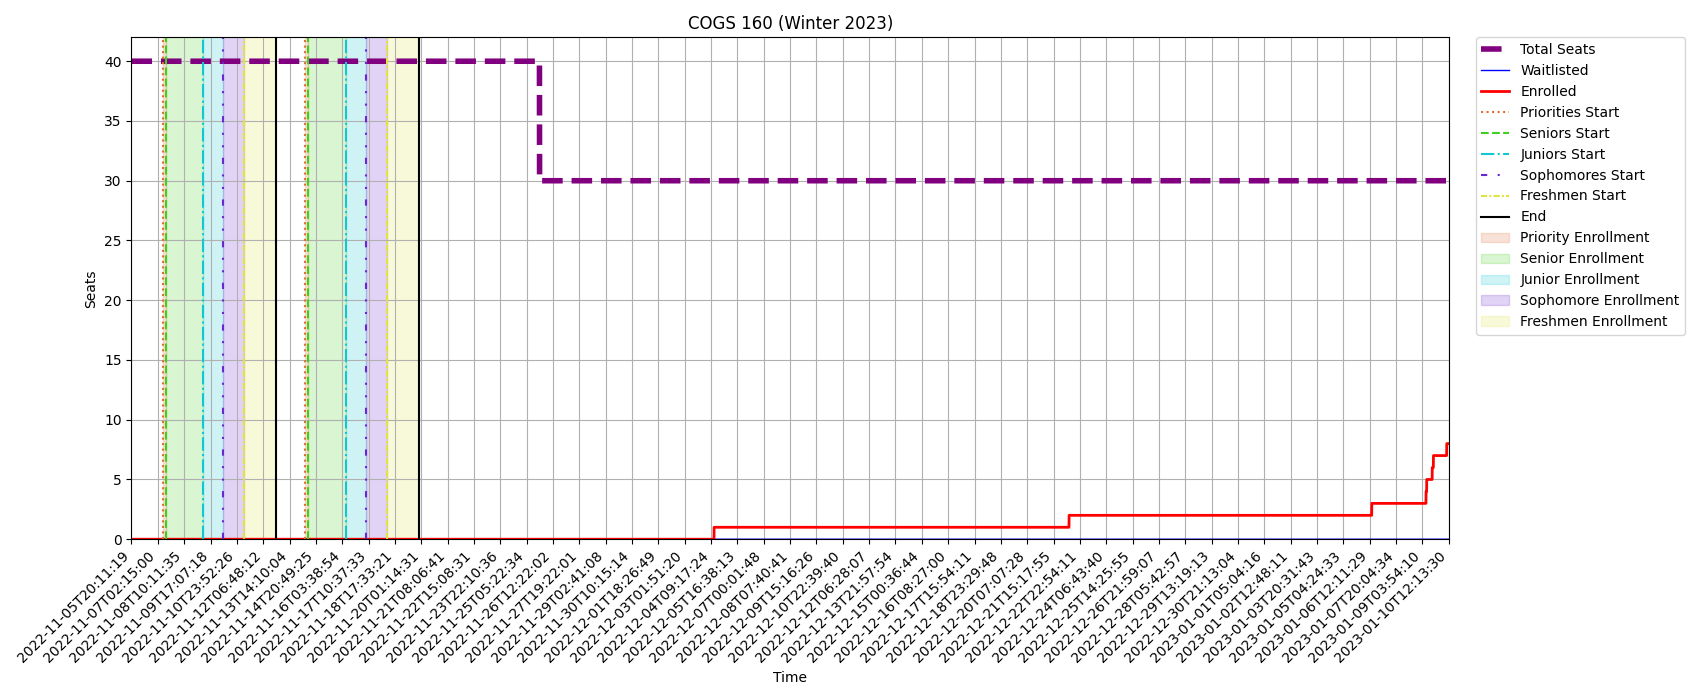 COGS 160 (Winter 2023)
Total Seats
Waitlisted
Enrolled
Priorities Start
Seniors Start
Juniors Start
Sophomores Start
Freshmen Start
End
Priority Enrollment
Senior Enrollment
Junior Enrollment
Sophomore Enrollment
Freshmen Enrollment
Seats
40
35
30
25
20
15
10
5
0
2022-11-05T20:11:19
2022-11-07T02:15:00
2022-11-08T10:11:35
2022-11-09T17:07:18
2022-11-10T23:52:26
2022-11-12T06:48:12
2022-11-13T14:10:04
2022-11-14T20:49:25
2022-11-16T03:38:54
2022-11-17T10:37:33
2022-11-18T17:33:21
2022-11-20T01:14:31
2022-11-21T08:06:41
2022-11-22T15:08:31
2022-11-23T22:10:36
2022-11-25T05:22:34
2022-11-26T12:22:02
2022-11-27T19:22:01
2022-11-29T02:41:08
2022-11-30T10:15:14
2022-12-01T18:26:49
2022-12-03T01:51:20
2022-12-04T09:17:24
2022-12-05T16:38:13
2022-12-07T00:01:48
2022-12-08T07:40:41
2022-12-09T15:16:26
2022-12-10T22:39:40
2022-12-12T06:28:07
2022-12-13T21:57:54
2022-12-15T00:36:44
2022-12-16T08:27:00
2022-12-17T15:54:11
2022-12-18T23:29:48
2022-12-20T07:07:28
2022-12-21T15:17:55
2022-12-22T22:54:11
2022-12-24T06:43:40
2022-12-25T14:25:55
2022-12-26T21:59:07
2022-12-28T05:42:57
2022-12-29T13:19:13
2022-12-30T21:13:04
2023-01-01T05:04:16
2023-01-02T12:48:11
2023-01-03T20:31:43
2023-01-05T04:24:33
2023-01-06T12:11:29
2023-01-07T20:04:34
2023-01-09T03:54:10
2023-01-10T12:13:30
Time